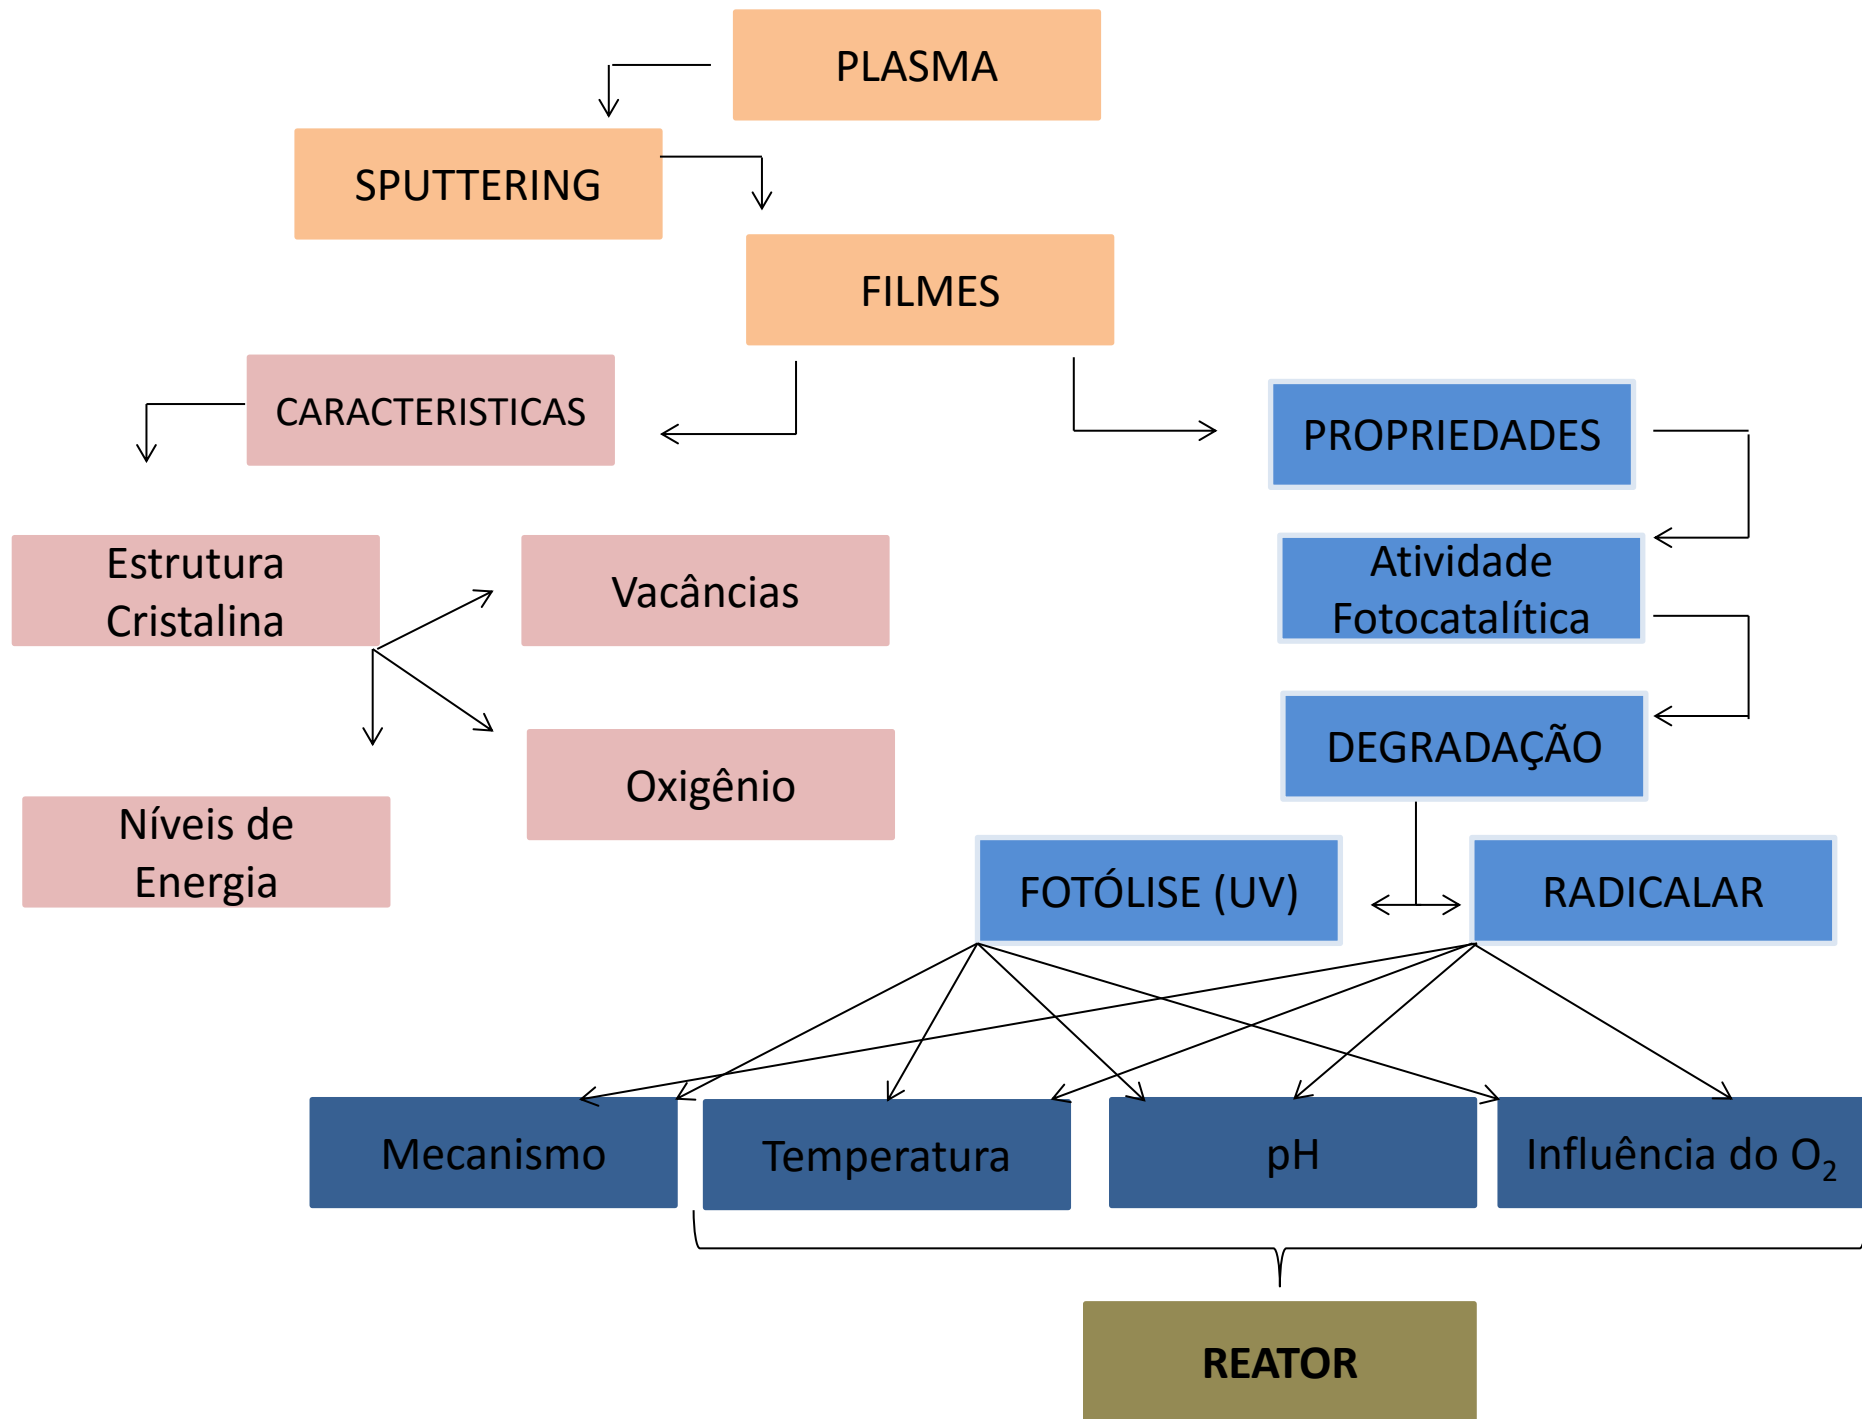 PLASMA
SPUTTERING
FILMES
CARACTERISTICAS
PROPRIEDADES
Estrutura
Cristalina
Vacâncias
Atividade
Fotocatalítica
DEGRADAÇÃO
Oxigênio
Níveis de
Energia
FOTÓLISE (UV)
RADICALAR
Mecanismo
Temperatura
pH
Influência do O₂
REATOR